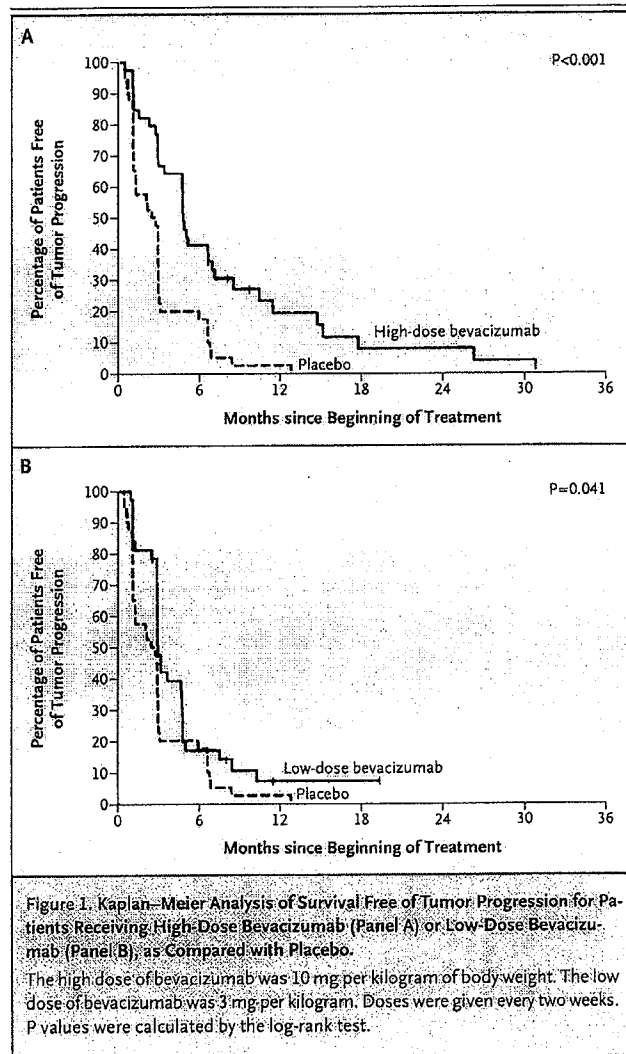 A
P<0.001
Percentage of Patients Free
of Tumor Progression
100
90
80
70
60
50
40
30
20
10
0
High-dose bevacizumab
Placebo
0 6 12 18 24 30 36
Months since Beginning of Treatment
B
P=0.041
Percentage of Patients Free
of Tumor Progression
100
90
80
70
60
50
40
30
20
10
0
Low-dose bevacizumab
Placebo
0 6 12 18 24 30 36
Months since Beginning of Treatment
Figure 1. Kaplan–Meier Analysis of Survival Free of Tumor Progression for Pa-
tients Receiving High-Dose Bevacizumab (Panel A) or Low-Dose Bevacizu-
mab (Panel B), as Compared with Placebo.
The high dose of bevacizumab was 10 mg per kilogram of body weight. The low
dose of bevacizumab was 3 mg per kilogram. Doses were given every two weeks.
P values were calculated by the log-rank test.